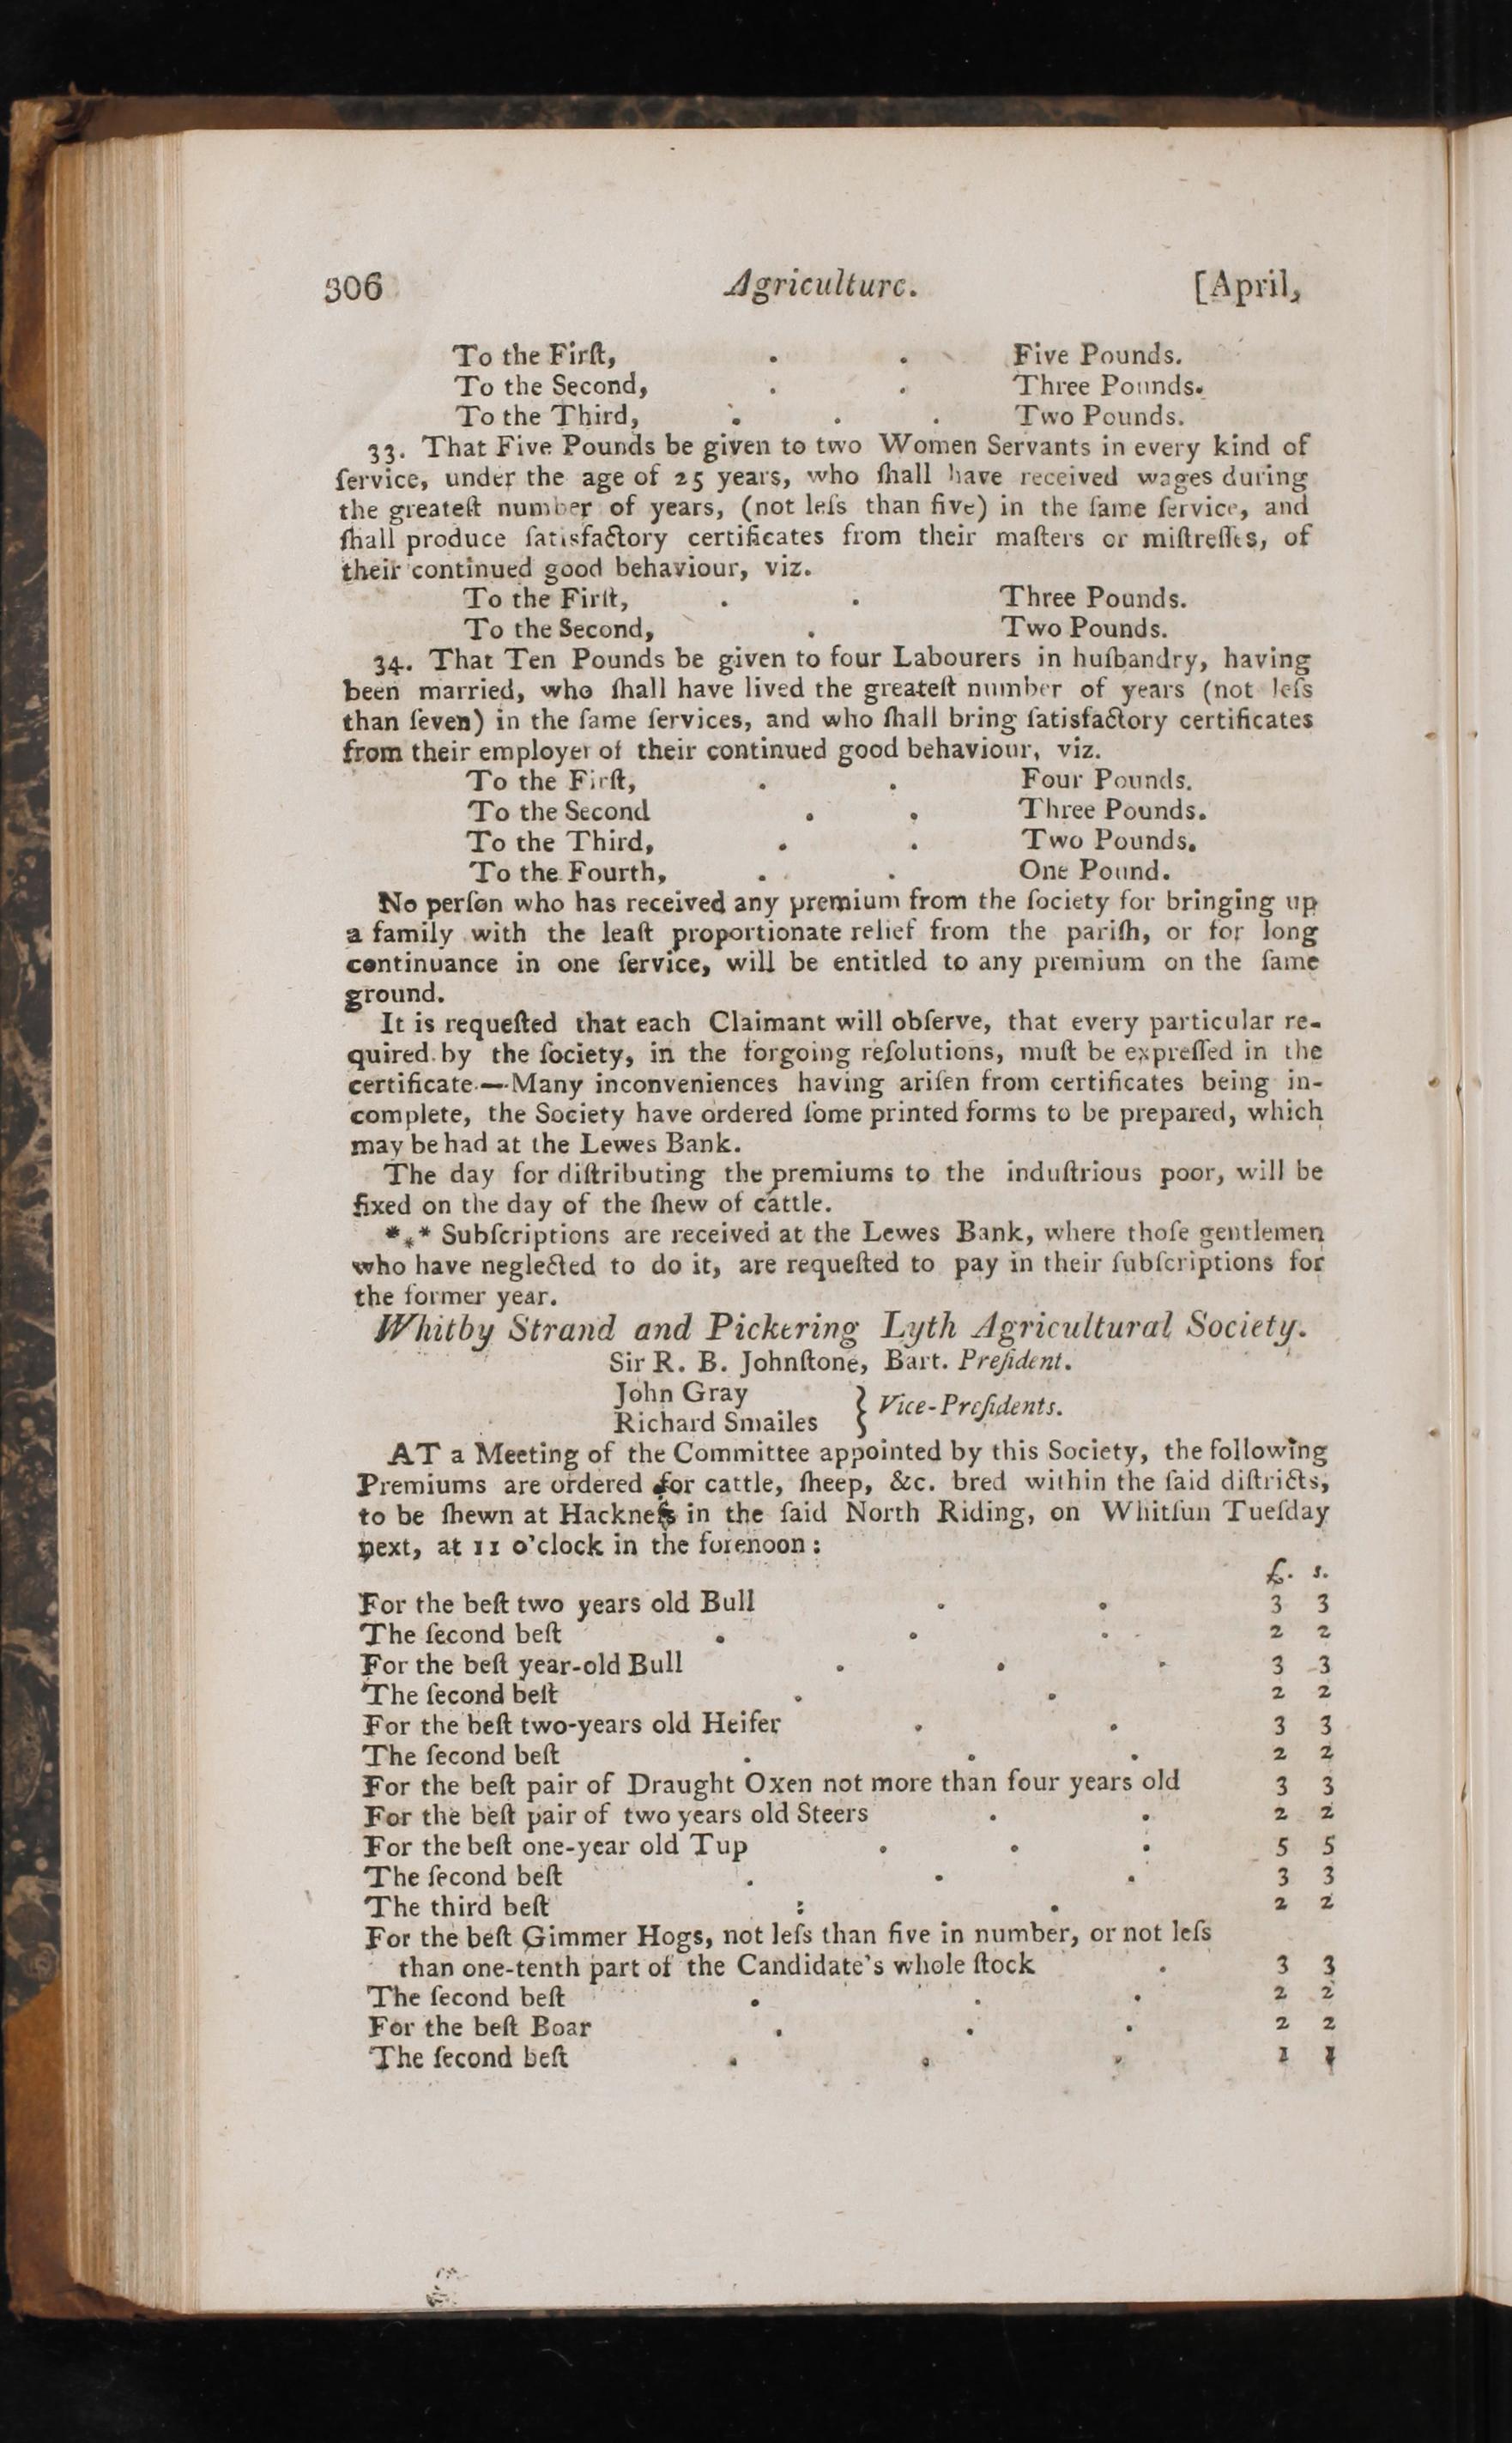 306 Agriculture. [April,
To the Firſt, . . Five Pounds.
To the Second, . . Three Pounds.
To the Third, . . . Two Pounds.
33. That Five Pounds be given to two Women Servants in every kind of
ſervice, under the age of 25 years, who ſhall have received wages during
the greateſt number of years, (not leſs than five) in the ſame ſervice, and
ſhall produce ſatisfactory certificates from their maſters or miſtreſſes, of
their continued good behaviour, viz.
To the Firſt, . . Three Pounds.
To the Second, . Two Pounds.
34. That Ten Pounds be given to four Labourers in huſbandry, having
been married, who ſhall have lived the greateſt number of years (not leſs
than ſeven) in the ſame ſervices, and who ſhall bring ſatisfactory certificates
from their employer of their continued good behaviour, viz.
To the Firſt, . . Four Pounds.
To the Second . . Three Pounds.
To the Third, . . Two Pounds.
To the Fourth, . . One Pound.
No perſon who has received any premium from the ſociety for bringing up
a family with the leaſt proportionate relief from the pariſh, or for long
continuance in one ſervice, will be entitled to any premium on the ſame
ground.
It is requeſted that each Claimant will obſerve, that every particular re-
quired by the ſociety, in the forgoing reſolutions, muſt be expreſſed in the
certificate.—Many inconveniences having ariſen from certificates being in-
complete, the Society have ordered ſome printed forms to be prepared, which
may be had at the Lewes Bank.
The day for diſtributing the premiums to the induſtrious poor, will be
fixed on the day of the ſhew of cattle.
*** Subſcriptions are received at the Lewes Bank, where thoſe gentlemen
who have neglected to do it, are requeſted to pay in their ſubſcriptions for
the former year.
Whitby Strand and Pickering Lyth Agricultural Society.
Sir R. B. Johnſtone, Bart. Preſident.
John Gray
Richard Smailes } Vice-Preſidents.
AT a Meeting of the Committee appointed by this Society, the following
Premiums are ordered for cattle, ſheep, &c. bred within the ſaid diſtricts,
to be ſhewn at Hackneſs in the ſaid North Riding, on Whitſun Tueſday
next, at 11 o'clock in the forenoon:
£. s.
For the beſt two years old Bull . . 3 3
The ſecond beſt . . . 2 2
For the beſt year-old Bull . . . 3 3
The ſecond beſt . . 2 2
For the beſt two-years old Heifer . . 3 3
The ſecond beſt . . . 2 2
For the beſt pair of Draught Oxen not more than four years old 3 3
For the beſt pair of two years old Steers . . 2 2
For the beſt one-year old Tup . . . 5 5
The ſecond beſt . . . 3 3
The third beſt : . 2 2
For the beſt Gimmer Hogs, not leſs than five in number, or not leſs
than one-tenth part of the Candidate's whole ſtock . 3 3
The ſecond beſt . . . 2 2
For the beſt Boar . . . 2 2
The ſecond beſt . . . 1 1